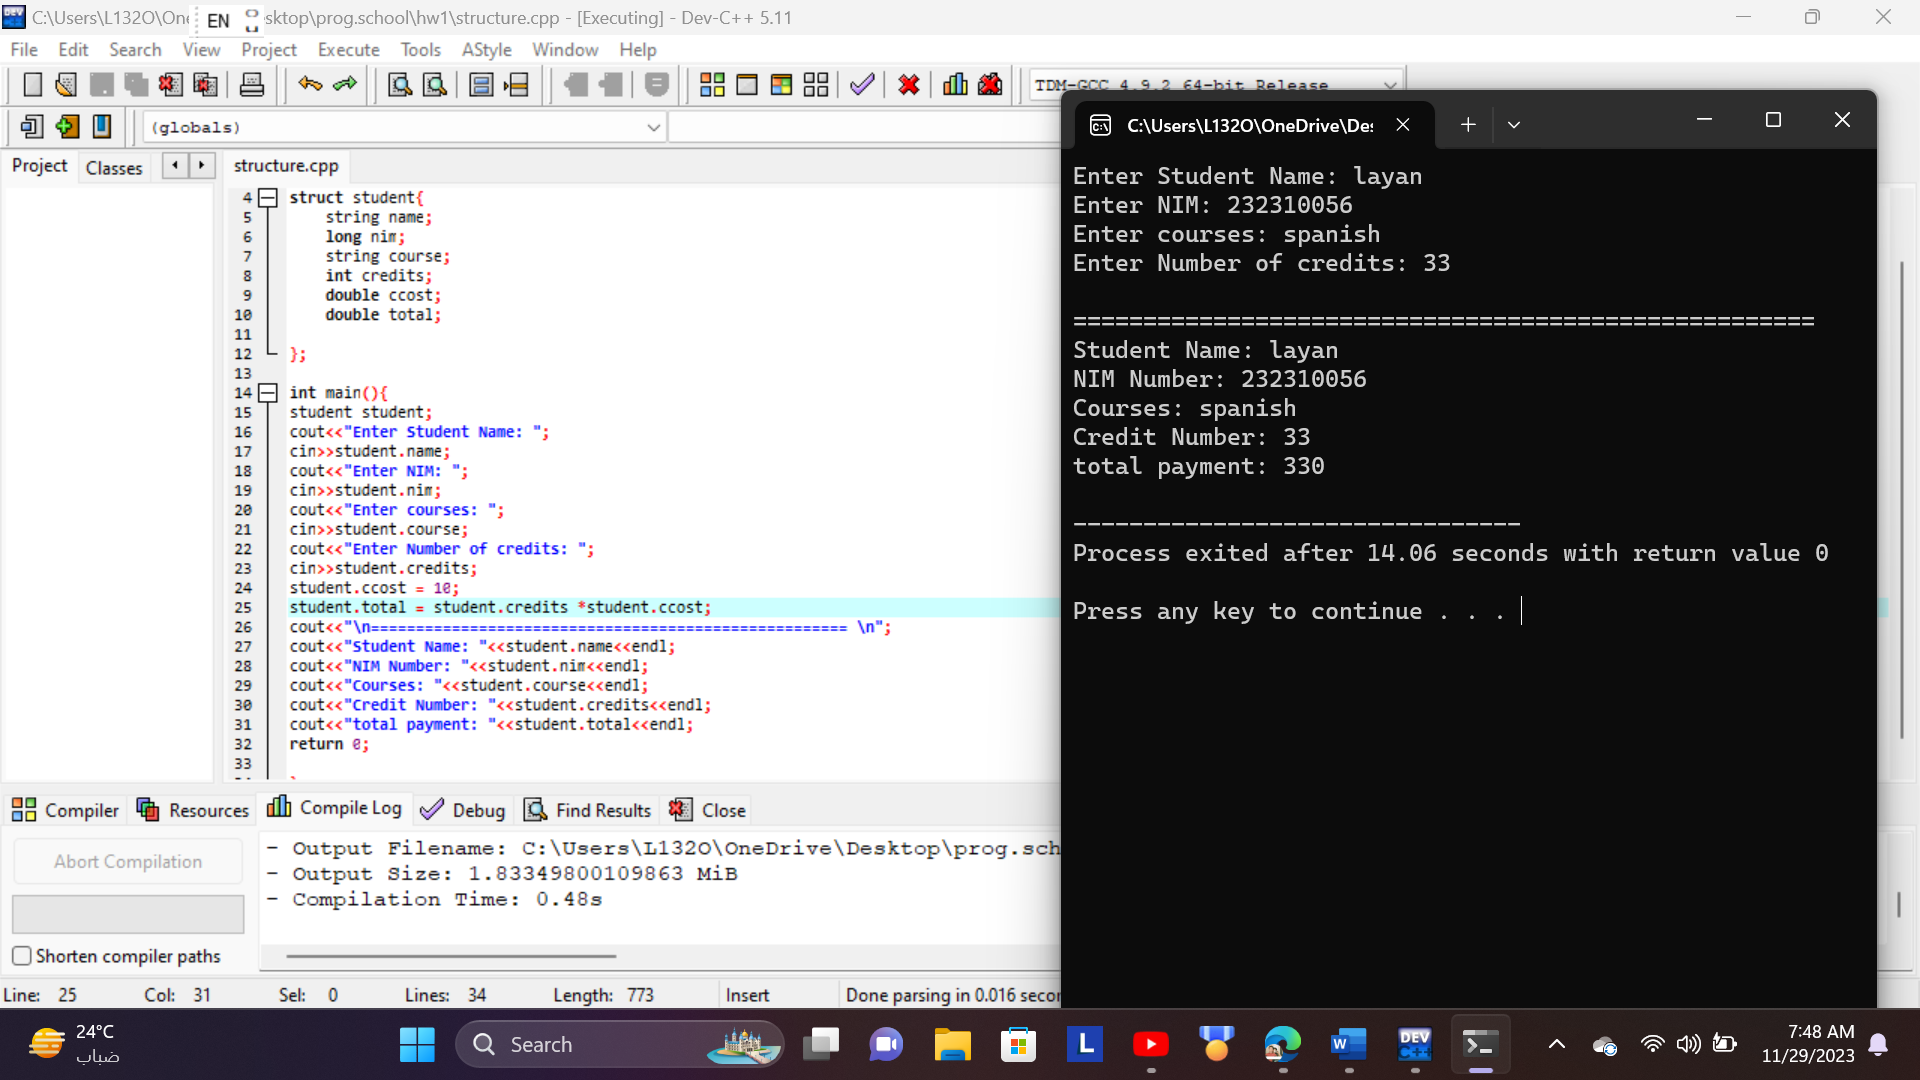 C:\Users\L132O\One
EN
sktop\prog.school\hw1\structure.cpp - [Executing] - Dev-C++ 5.11
File Edit Search View Project Execute Tools AStyle Window Help
TDM-GCC 4.9.2 64-bit Release
(globals)
Project Classes structure.cpp
4 struct student{
5 string name;
6 long nim;
7 string course;
8 int credits;
9 double ccost;
10 double total;
11
12 };
13
14 int main(){
15 student student;
16 cout<<"Enter Student Name: ";
17 cin>>student.name;
18 cout<<"Enter NIM: ";
19 cin>>student.nim;
20 cout<<"Enter courses: ";
21 cin>>student.course;
22 cout<<"Enter Number of credits: ";
23 cin>>student.credits;
24 student.ccost = 10;
25 student.total = student.credits *student.ccost;
26 cout<<"\n===================================================== \n";
27 cout<<"Student Name: "<<student.name<<endl;
28 cout<<"NIM Number: "<<student.nim<<endl;
29 cout<<"Courses: "<<student.course<<endl;
30 cout<<"Credit Number: "<<student.credits<<endl;
31 cout<<"total payment: "<<student.total<<endl;
32 return 0;
33
C:\Users\L132O\OneDrive\Des
Enter Student Name: layan
Enter NIM: 232310056
Enter courses: spanish
Enter Number of credits: 33
=====================================================
Student Name: layan
NIM Number: 232310056
Courses: spanish
Credit Number: 33
total payment: 330
--------------------------------
Process exited after 14.06 seconds with return value 0
Press any key to continue . . .
Compiler Resources Compile Log Debug Find Results Close
Abort Compilation
Shorten compiler paths
- Output Filename: C:\Users\L132O\OneDrive\Desktop\prog.sch
- Output Size: 1.83349800109863 MiB
- Compilation Time: 0.48s
Line: 25 Col: 31 Sel: 0 Lines: 34 Length: 773 Insert Done parsing in 0.016 secon
24°C
ضباب
Search
L
W
DEV C++
7:48 AM
11/29/2023